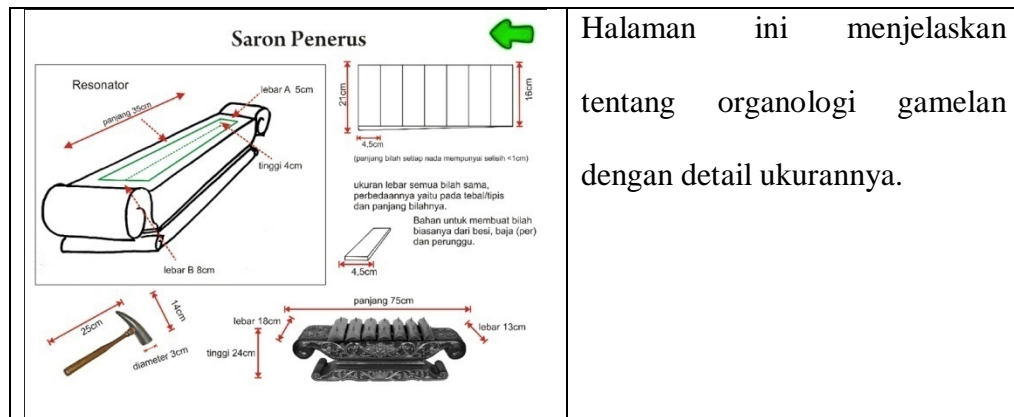 Saron Penerus
Resonator
panjang 35cm
lebar A 5cm
tinggi 4cm
lebar B 8cm
21cm
16cm
4,5cm
(panjang bilah setiap nada mempunyai selisih <1cm)
ukuran lebar semua bilah sama,
perbedaannya yaitu pada tebal/tipis
dan panjang bilahnya.
Bahan untuk membuat bilah
biasanya dari besi, baja (per)
dan perunggu.
4,5cm
25cm
14cm
diameter 3cm
panjang 75cm
lebar 18cm
lebar 13cm
tinggi 24cm
Halaman ini menjelaskan
tentang organologi gamelan
dengan detail ukurannya.